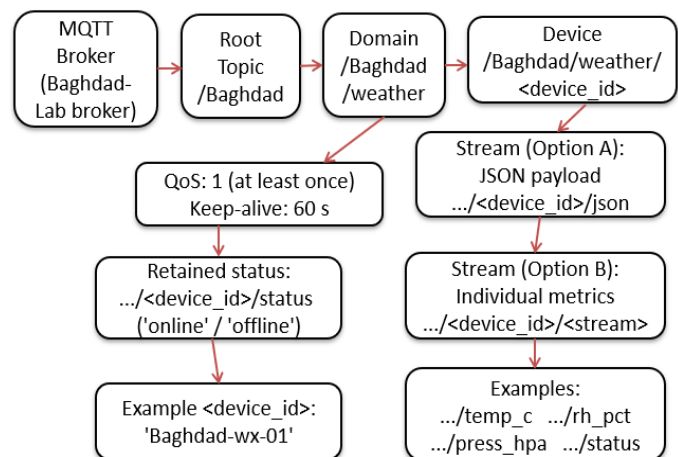 MQTT
Broker
(Baghdad-
Lab broker)
Root
Topic
/Baghdad
Domain
/Baghdad
/weather
Device
/Baghdad/weather/
<device_id>
QoS: 1 (at least once)
Keep-alive: 60 s
Retained status:
.../<device_id>/status
('online' / 'offline')
Example <device_id>:
'Baghdad-wx-01'
Stream (Option A):
JSON payload
.../<device_id>/json
Stream (Option B):
Individual metrics
.../<device_id>/<stream>
Examples:
.../temp_c .../rh_pct
.../press_hpa .../status